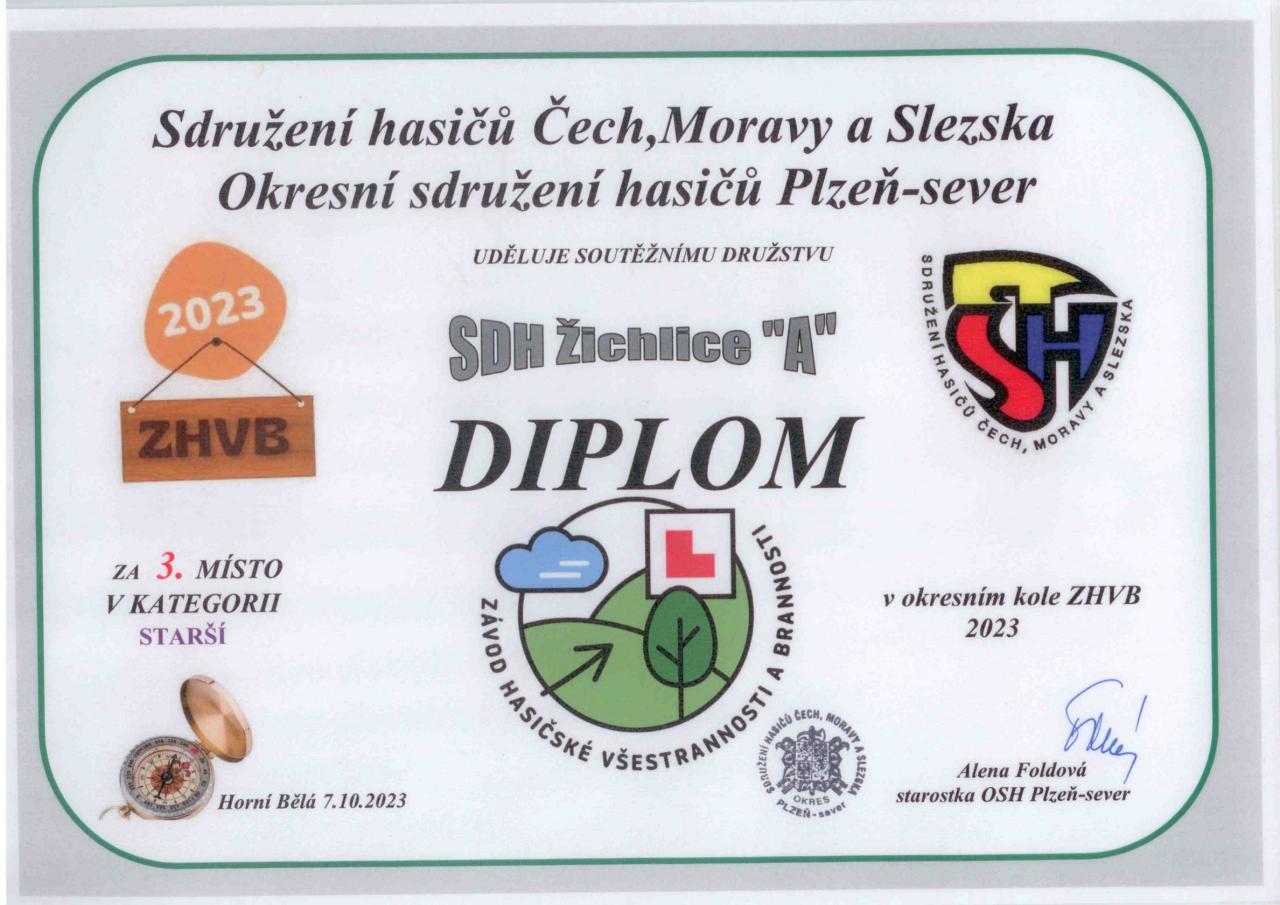 Sdružení hasičů Čech,Moravy a Slezska
Okresní sdružení hasičů Plzeň-sever
UDĚLUJE SOUTĚŽNÍMU DRUŽSTVU
2023
ZHVB
SDH Žichlice "A"
SDRUŽENÍ HASIČŮ ČECH, MORAVY A SLEZSKA
DIPLOM
ZA 3. MÍSTO
V KATEGORII
STARŠÍ
ZÁVOD HASIČSKÉ VŠESTRANNOSTI A BRANNOSTI
v okresním kole ZHVB
2023
Horní Bělá 7.10.2023
SDRUŽENÍ HASIČŮ ČECH, MORAVY A SLEZSKA
OKRES
PLZEŇ-sever
Alena Foldová
starostka OSH Plzeň-sever